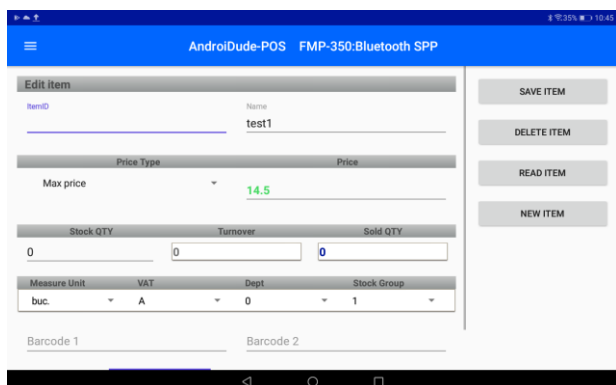 35% 10:45
AndroiDude-POS FMP-350:Bluetooth SPP
Edit item
SAVE ITEM
ItemID Name
test1
DELETE ITEM
Price Type Price
READ ITEM
Max price
14.5
NEW ITEM
Stock QTY Turnover Sold QTY
0 0 0
Measure Unit VAT Dept Stock Group
buc. A 0 1
Barcode 1 Barcode 2